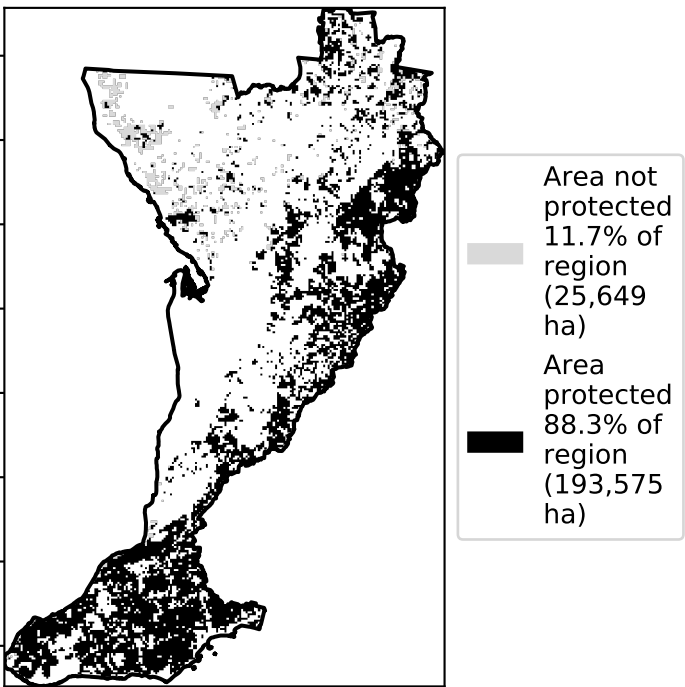 Area not
protected
11.7% of
region
(25,649
ha)
Area
protected
88.3% of
region
(193,575
ha)